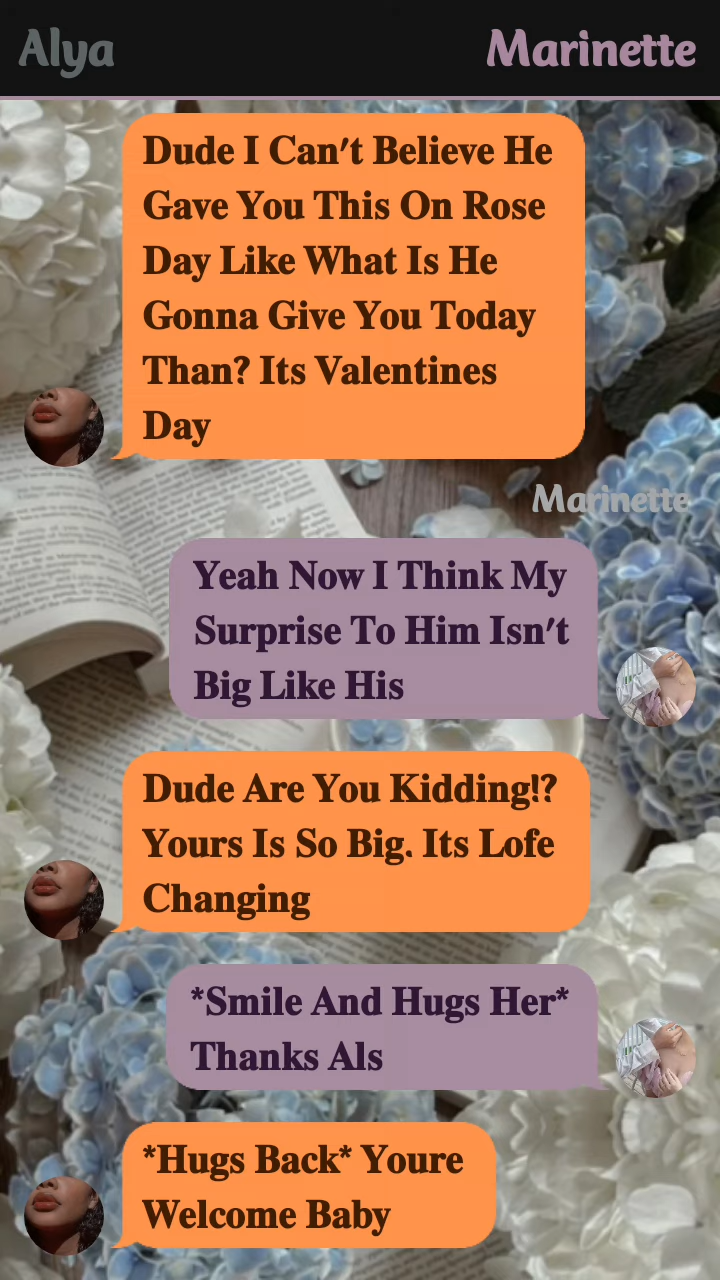 Alya
Marinette
Dude I Can't Believe He
Gave You This On Rose
Day Like What Is He
Gonna Give You Today
Than? Its Valentines
Day
Marinette
Yeah Now I Think My
Surprise To Him Isn't
Big Like His
Dude Are You Kidding!?
Yours Is So Big. Its Lofe
Changing
*Smile And Hugs Her*
Thanks Als
*Hugs Back* Youre
Welcome Baby